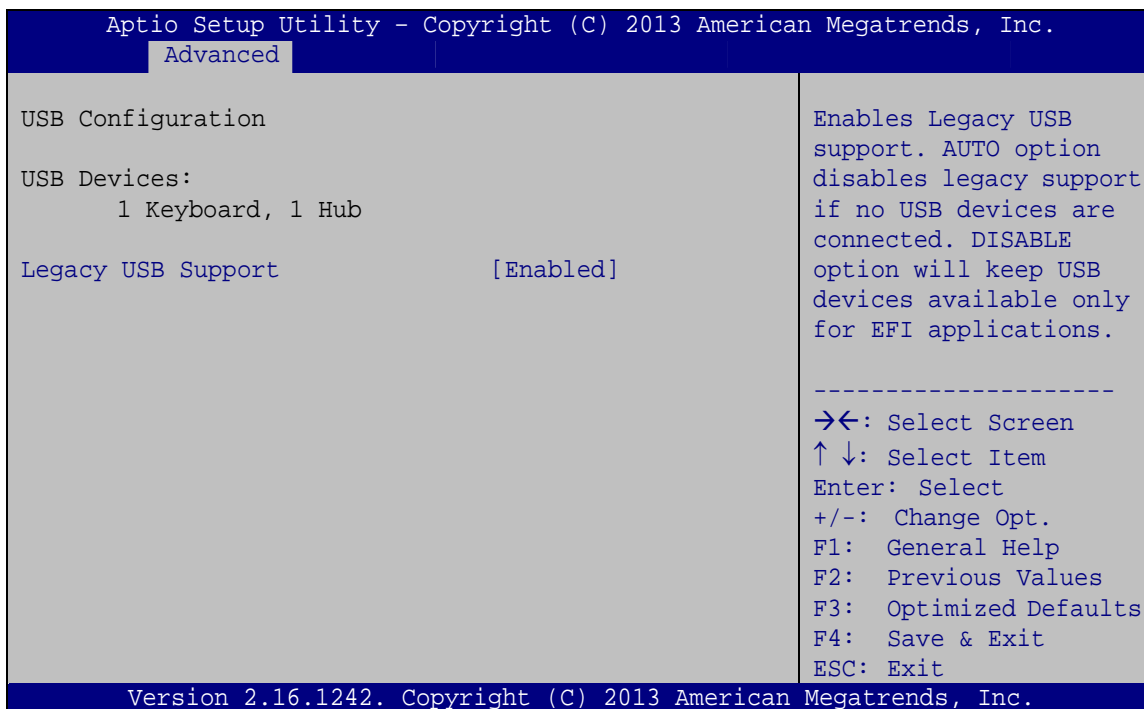 Aptio Setup Utility – Copyright (C) 2013 American Megatrends, Inc.
Advanced
USB Configuration
USB Devices:
1 Keyboard, 1 Hub
Legacy USB Support [Enabled]
Enables Legacy USB
support. AUTO option
disables legacy support
if no USB devices are
connected. DISABLE
option will keep USB
devices available only
for EFI applications.
----------------------
→←: Select Screen
↑ ↓: Select Item
Enter: Select
+/-: Change Opt.
F1: General Help
F2: Previous Values
F3: Optimized Defaults
F4: Save & Exit
ESC: Exit
Version 2.16.1242. Copyright (C) 2013 American Megatrends, Inc.